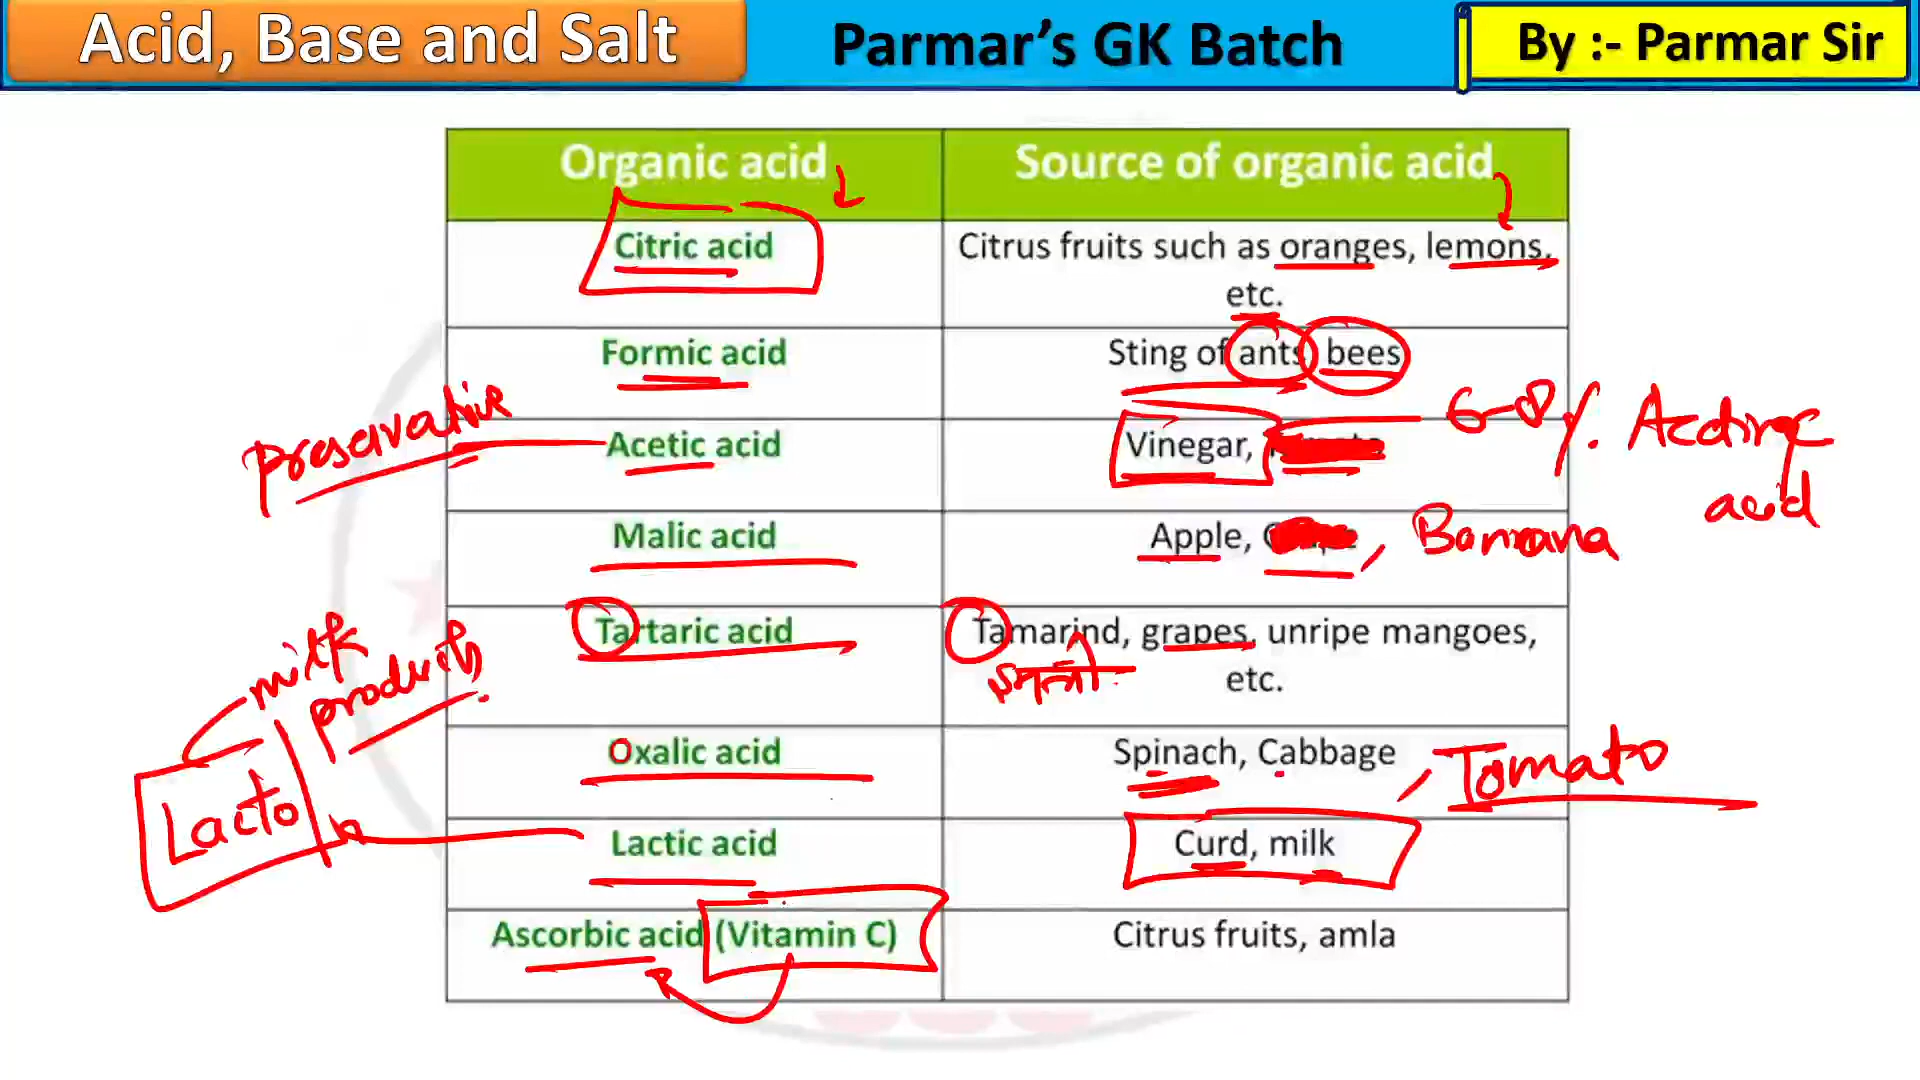 Acid, Base and Salt
Parmar's GK Batch
By :- Parmar Sir
Organic acid
Source of organic acid
Citric acid
Citrus fruits such as oranges, lemons,
etc.
Formic acid
Sting of ants bees
preservative
Acetic acid
Vinegar,
6-8%. Acetic
acid
Malic acid
Apple,
, Banana
Tartaric acid
Tamarind, grapes, unripe mangoes,
etc.
milk
products
Oxalic acid
Spinach, Cabbage
, Tomato
Lacto
Lactic acid
Curd, milk
Ascorbic acid (Vitamin C)
Citrus fruits, amla